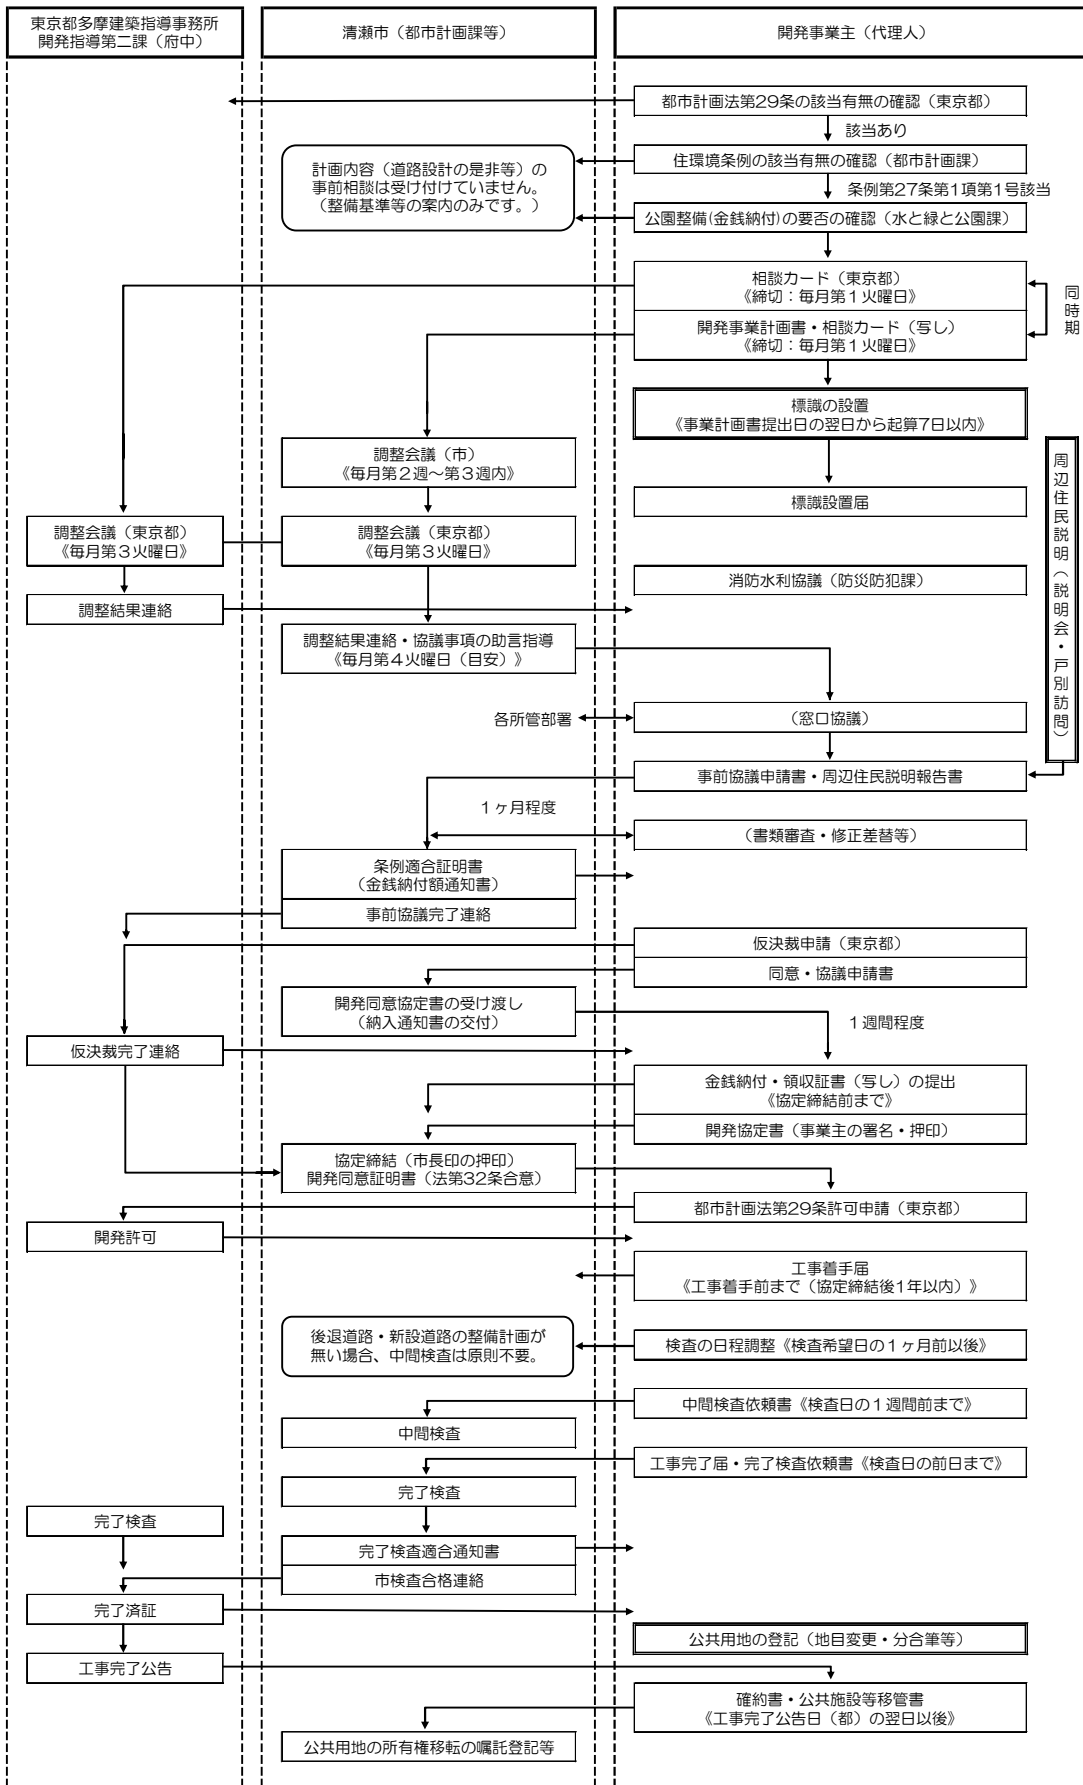 東京都多摩建築指導事務所
開発指導第二課（府中）
清瀬市（都市計画課等）
開発事業主（代理人）
都市計画法第29条の該当有無の確認（東京都）
該当あり
住環境条例の該当有無の確認（都市計画課）
計画内容（道路設計の是非等）の
事前相談は受け付けていません。
（整備基準等の案内のみです。）
条例第27条第1項第1号該当
公園整備(金銭納付)の要否の確認（水と緑と公園課）
相談カード（東京都）
《締切：毎月第１火曜日》
同時期
開発事業計画書・相談カード（写し）
《締切：毎月第１火曜日》
標識の設置
《事業計画書提出日の翌日から起算7日以内》
調整会議（市）
《毎月第２週～第３週内》
周辺住民説明（説明会・戸別訪問）
標識設置届
調整会議（東京都）
《毎月第３火曜日》
調整会議（東京都）
《毎月第３火曜日》
消防水利協議（防災防犯課）
調整結果連絡
調整結果連絡・協議事項の助言指導
《毎月第４火曜日（目安）》
各所管部署
（窓口協議）
事前協議申請書・周辺住民説明報告書
１ヶ月程度
（書類審査・修正差替等）
条例適合証明書
（金銭納付額通知書）
事前協議完了連絡
仮決裁申請（東京都）
同意・協議申請書
開発同意協定書の受け渡し
（納入通知書の交付）
１週間程度
仮決裁完了連絡
金銭納付・領収証書（写し）の提出
《協定締結前まで》
開発協定書（事業主の署名・押印）
協定締結（市長印の押印）
開発同意証明書（法第32条合意）
都市計画法第29条許可申請（東京都）
開発許可
工事着手届
《工事着手前まで（協定締結後1年以内）》
後退道路・新設道路の整備計画が
無い場合、中間検査は原則不要。
検査の日程調整《検査希望日の１ヶ月前以後》
中間検査依頼書《検査日の１週間前まで》
中間検査
工事完了届・完了検査依頼書《検査日の前日まで》
完了検査
完了検査
完了検査適合通知書
市検査合格連絡
完了済証
公共用地の登記（地目変更・分合筆等）
工事完了公告
確約書・公共施設等移管書
《工事完了公告日（都）の翌日以後》
公共用地の所有権移転の嘱託登記等